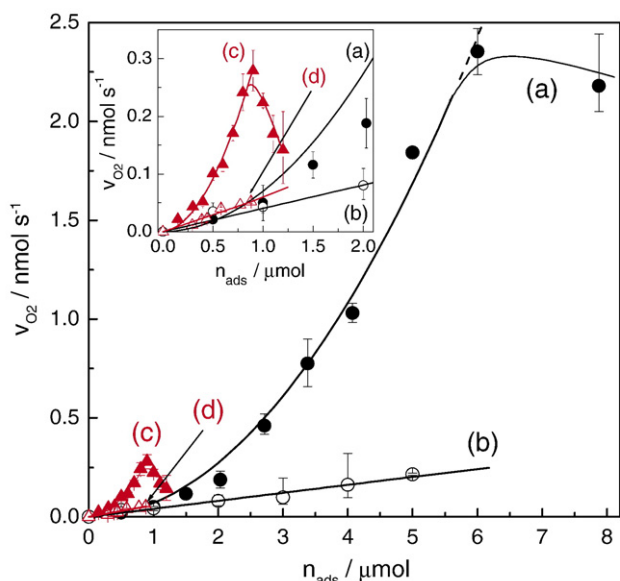 2.5
2.0
1.5
1.0
0.5
0.0
v_O2 / nmol s⁻¹
0 1 2 3 4 5 6 7 8
n_ads / μmol
(a)
(b)
(c)
(d)
0.3
0.2
0.1
0.0
v_O2 / nmol s⁻¹
0.0 0.5 1.0 1.5 2.0
n_ads / μmol
(c)
(a)
(d)
(b)